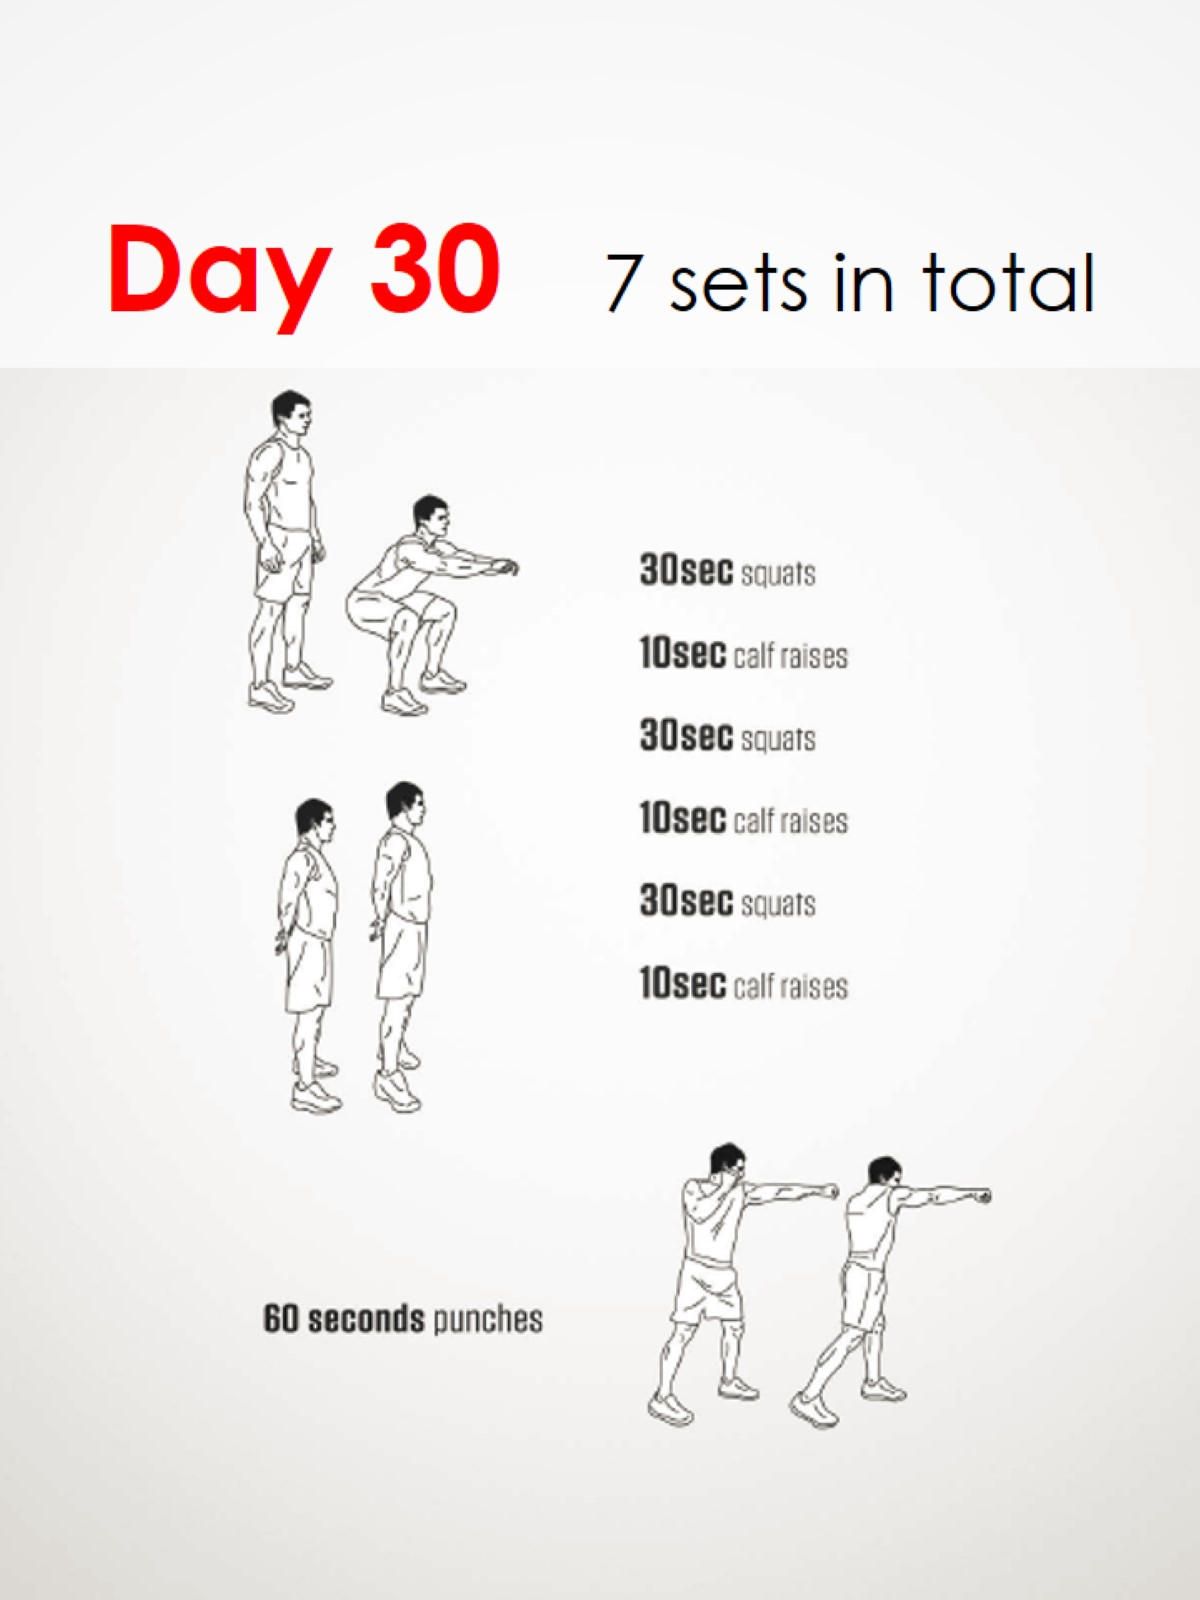 Day 30 7 sets in total
30sec squats
10sec calf raises
30sec squats
10sec calf raises
30sec squats
10sec calf raises
60 seconds punches